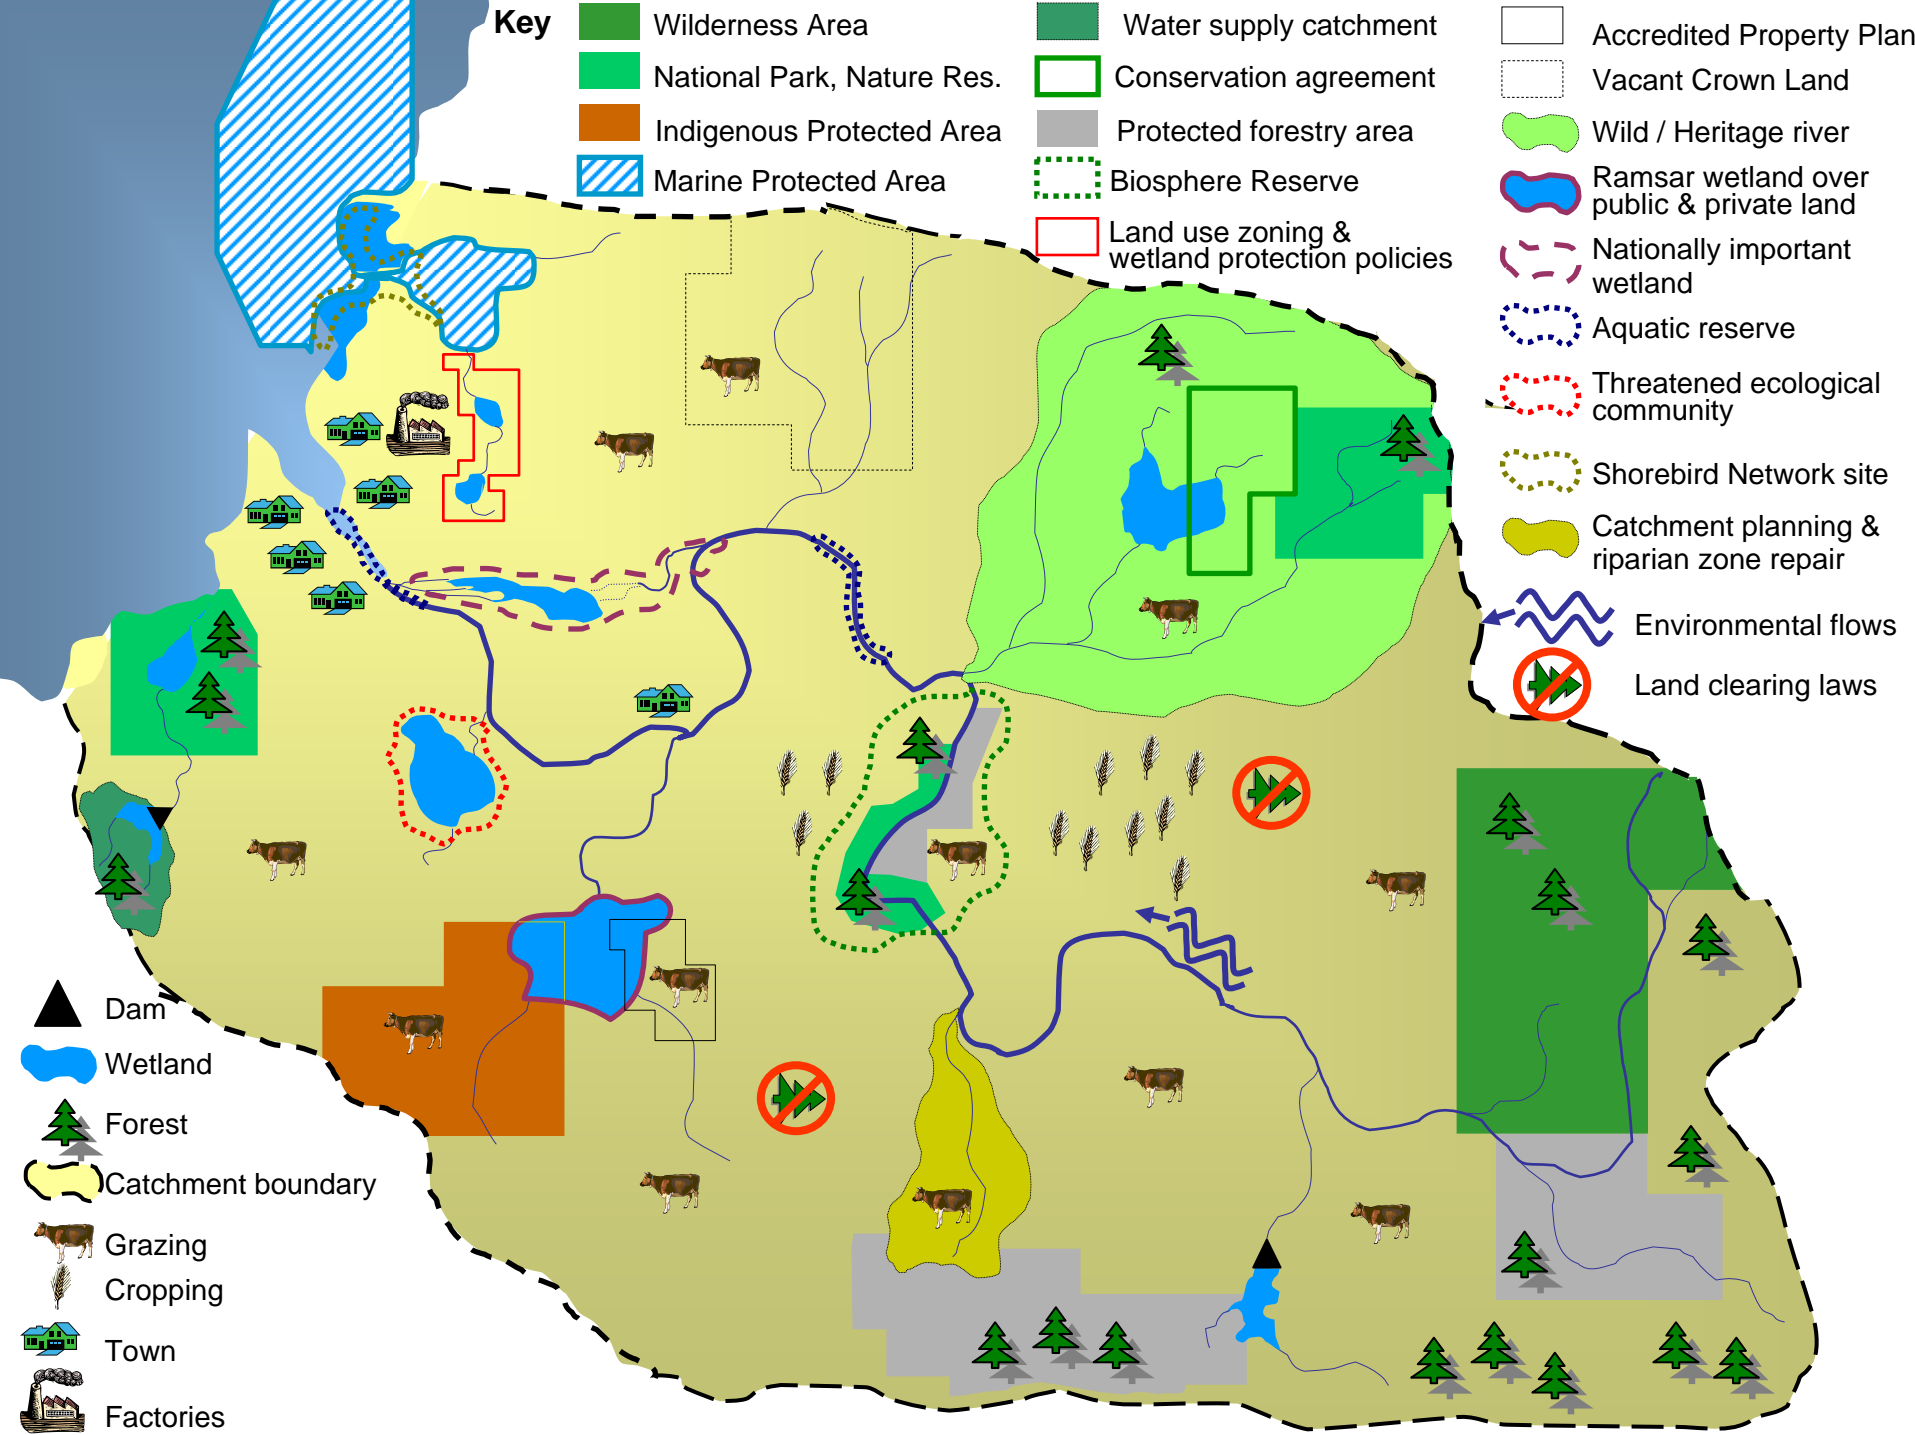 Key
Wilderness Area
National Park, Nature Res.
Indigenous Protected Area
Marine Protected Area
Water supply catchment
Conservation agreement
Protected forestry area
Biosphere Reserve
Land use zoning &
wetland protection policies
Accredited Property Plan
Vacant Crown Land
Wild / Heritage river
Ramsar wetland over
public & private land
Nationally important
wetland
Aquatic reserve
Threatened ecological
community
Shorebird Network site
Catchment planning &
riparian zone repair
Environmental flows
Land clearing laws
Dam
Wetland
Forest
Catchment boundary
Grazing
Cropping
Town
Factories